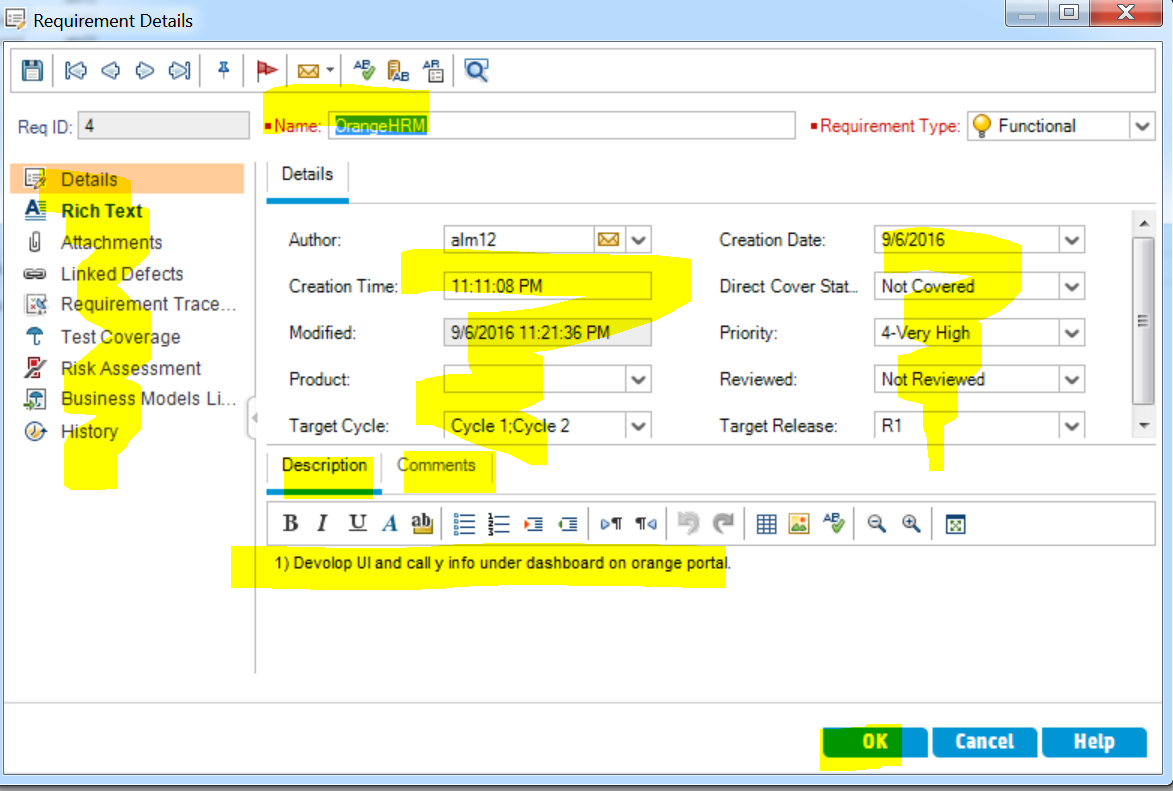 Requirement Details
Req ID: 4 Name: OrangeHRM Requirement Type: Functional
Details
Rich Text
Attachments
Linked Defects
Requirement Trace...
Test Coverage
Risk Assessment
Business Models Li...
History
Details
Author: alm12 Creation Date: 9/6/2016
Creation Time: 11:11:08 PM Direct Cover Stat... Not Covered
Modified: 9/6/2016 11:21:36 PM Priority: 4-Very High
Product: Reviewed: Not Reviewed
Target Cycle: Cycle 1;Cycle 2 Target Release: R1
Description Comments
B I U A ab
1) Devolop UI and call y info under dashboard on orange portal.
OK Cancel Help